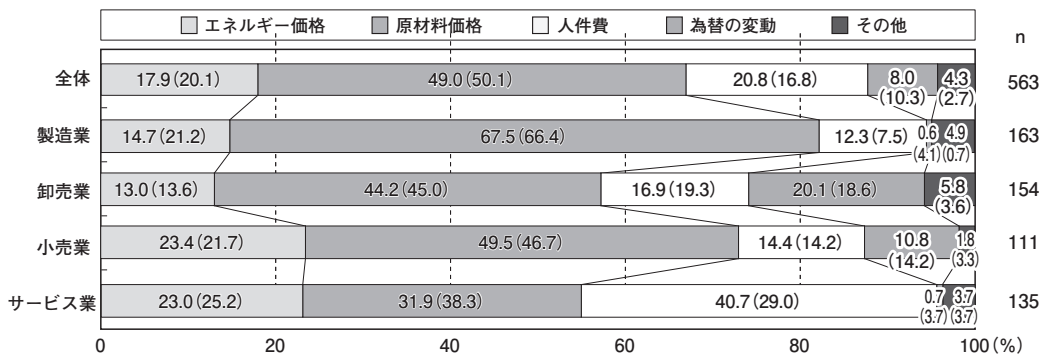 エネルギー価格 原材料価格 人件費 為替の変動 その他
n
全体 17.9(20.1) 49.0(50.1) 20.8(16.8) 8.0(10.3) 4.3(2.7) 563
製造業 14.7(21.2) 67.5(66.4) 12.3(7.5) 0.6(4.1) 4.9(0.7) 163
卸売業 13.0(13.6) 44.2(45.0) 16.9(19.3) 20.1(18.6) 5.8(3.6) 154
小売業 23.4(21.7) 49.5(46.7) 14.4(14.2) 10.8(14.2) 1.8(3.3) 111
サービス業 23.0(25.2) 31.9(38.3) 40.7(29.0) 0.7(3.7) 3.7(3.7) 135
0 20 40 60 80 100(%)